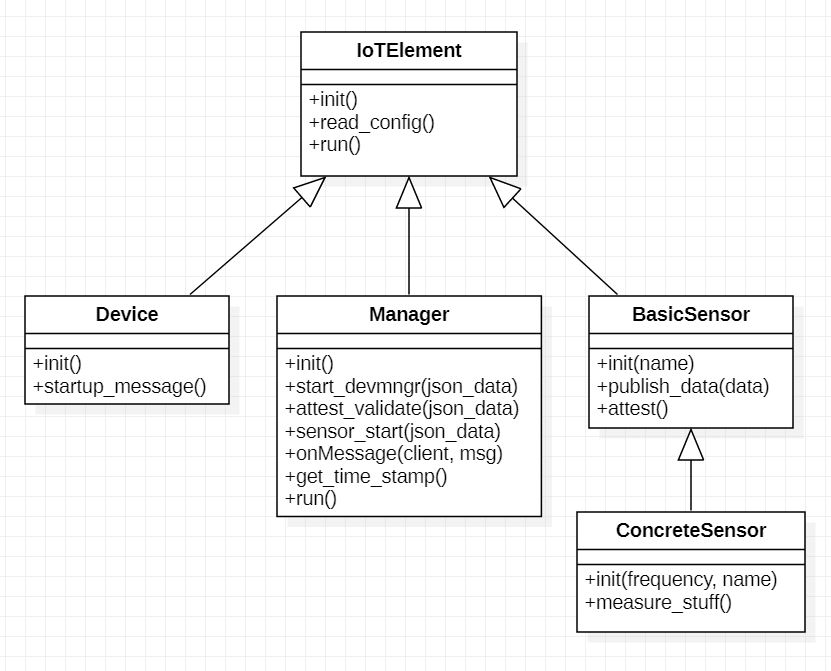 IoTElement
+init()
+read_config()
+run()
Device
+init()
+startup_message()
Manager
+init()
+start_devmngr(json_data)
+attest_validate(json_data)
+sensor_start(json_data)
+onMessage(client, msg)
+get_time_stamp()
+run()
BasicSensor
+init(name)
+publish_data(data)
+attest()
ConcreteSensor
+init(frequency, name)
+measure_stuff()